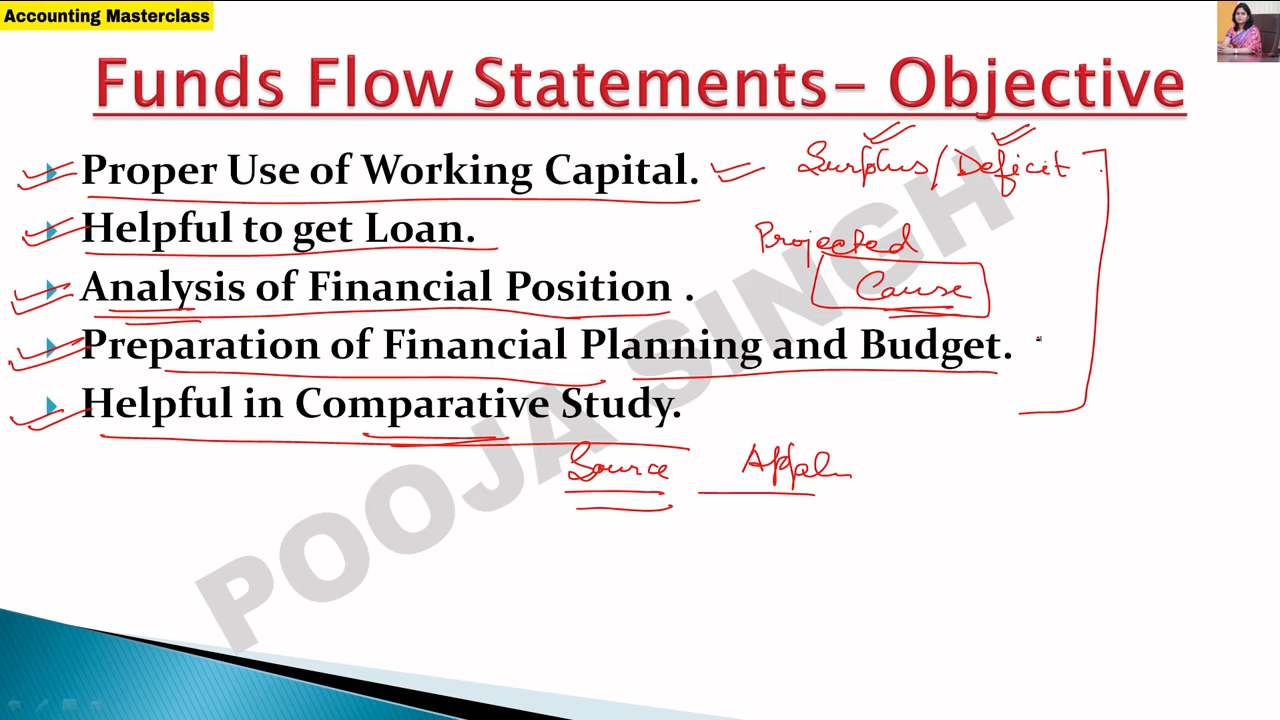 Accounting Masterclass
Funds Flow Statements- Objective
Proper Use of Working Capital.
Surplus/Deficit
Helpful to get Loan.
Projected
Analysis of Financial Position .
Cause
Preparation of Financial Planning and Budget.
Helpful in Comparative Study.
Source
POOJA SINGH